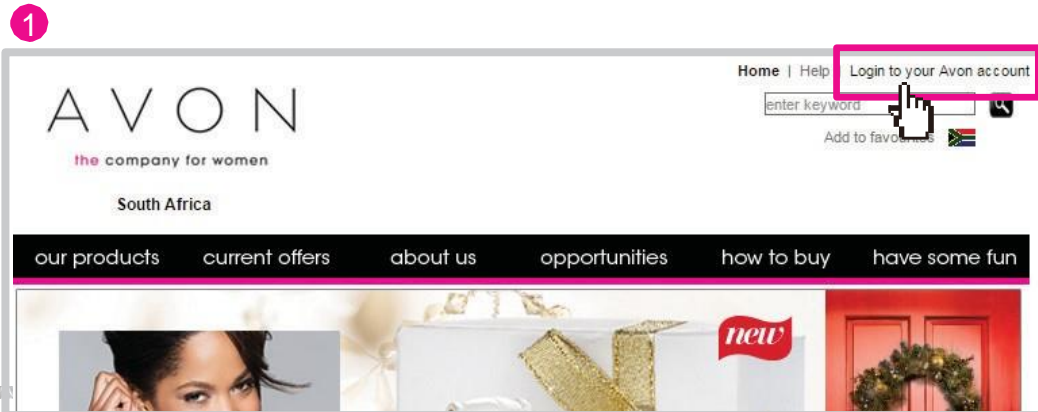 1
Home | Help | Login to your Avon account
AVON
enter keyword
Add to favourites
the company for women
South Africa
our products current offers about us opportunities how to buy have some fun
new